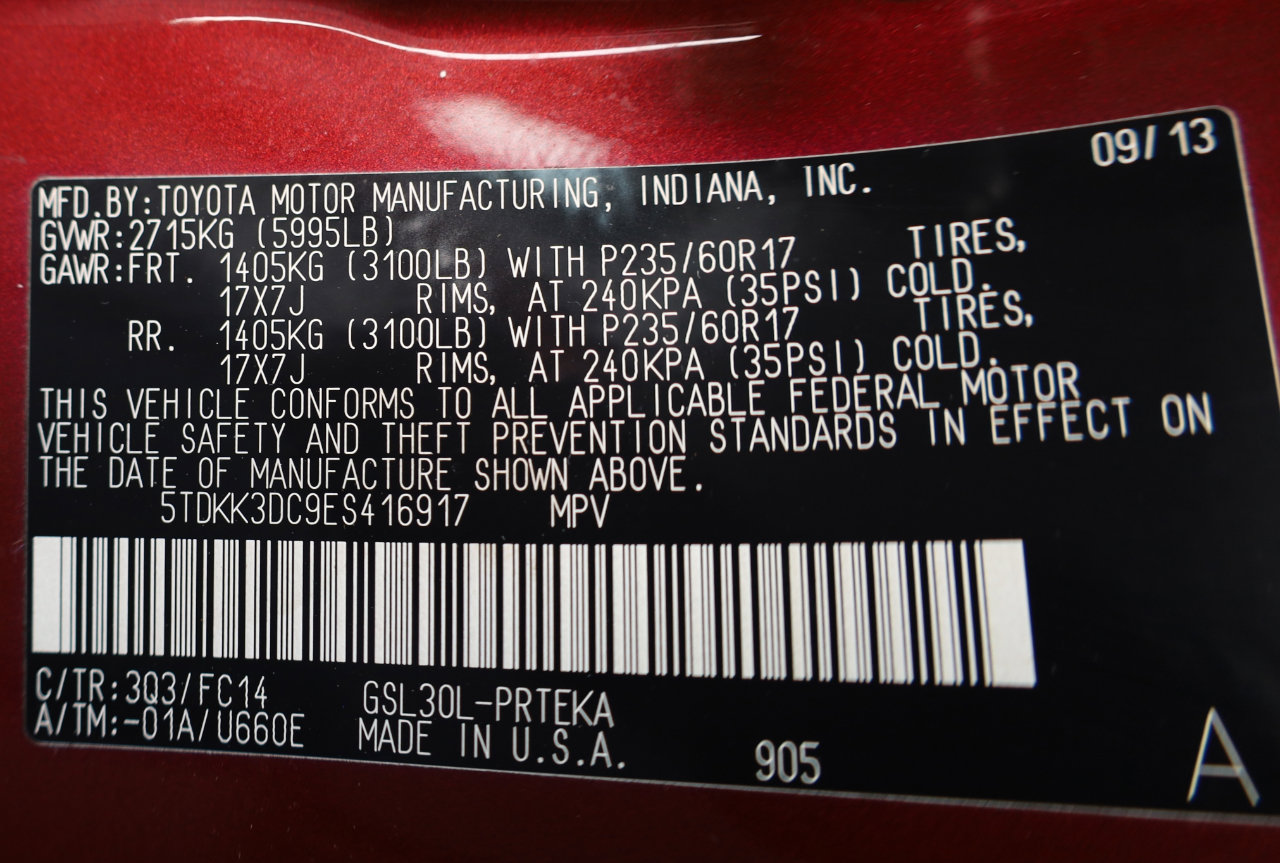 09/13
MFD.BY:TOYOTA MOTOR MANUFACTURING, INDIANA, INC.
GVWR:2715KG (5995LB)
GAWR:FRT. 1405KG (3100LB) WITH P235/60R17 TIRES,
17X7J RIMS, AT 240KPA (35PSI) COLD.
RR. 1405KG (3100LB) WITH P235/60R17 TIRES,
17X7J RIMS, AT 240KPA (35PSI) COLD.
THIS VEHICLE CONFORMS TO ALL APPLICABLE FEDERAL MOTOR
VEHICLE SAFETY AND THEFT PREVENTION STANDARDS IN EFFECT ON
THE DATE OF MANUFACTURE SHOWN ABOVE.
5TDKK3DC9ES416917 MPV
C/TR:3Q3/FC14 GSL30L-PRTEKA
A/TM:-01A/U660E MADE IN U.S.A.
905
A